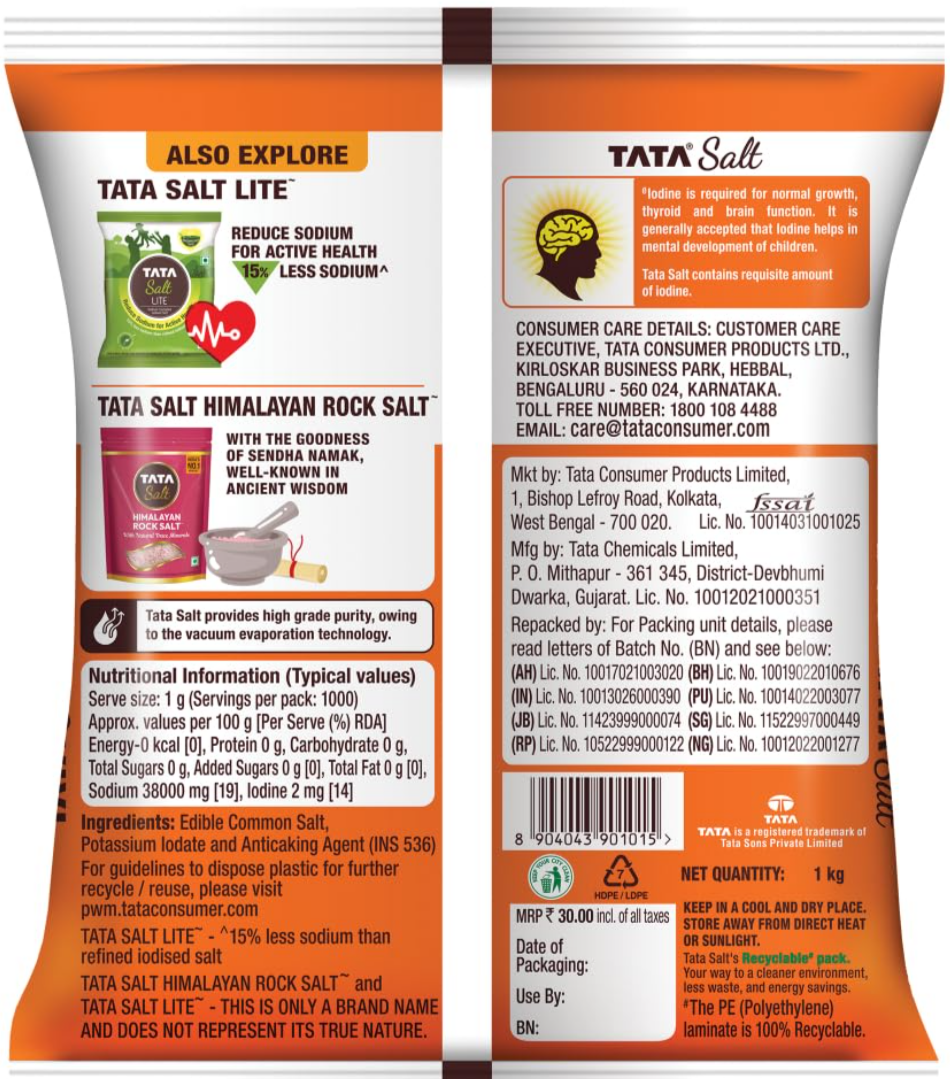 ALSO EXPLORE
TATA SALT LITE~
TATA
Salt
LITE
REDUCE SODIUM
FOR ACTIVE HEALTH
15% LESS SODIUM^
TATA SALT HIMALAYAN ROCK SALT~
TATA
Salt
HIMALAYAN
ROCK SALT
With Natural Trace Minerals
WITH THE GOODNESS
OF SENDHA NAMAK,
WELL-KNOWN IN
ANCIENT WISDOM
Tata Salt provides high grade purity, owing
to the vacuum evaporation technology.
Nutritional Information (Typical values)
Serve size: 1 g (Servings per pack: 1000)
Approx. values per 100 g [Per Serve (%) RDA]
Energy-0 kcal [0], Protein 0 g, Carbohydrate 0 g,
Total Sugars 0 g, Added Sugars 0 g [0], Total Fat 0 g [0],
Sodium 38000 mg [19], Iodine 2 mg [14]
Ingredients: Edible Common Salt,
Potassium Iodate and Anticaking Agent (INS 536)
For guidelines to dispose plastic for further
recycle / reuse, please visit
pwm.tataconsumer.com
TATA SALT LITE~ - ^15% less sodium than
refined iodised salt
TATA SALT HIMALAYAN ROCK SALT~ and
TATA SALT LITE~ - THIS IS ONLY A BRAND NAME
AND DOES NOT REPRESENT ITS TRUE NATURE.
TATA® Salt
#Iodine is required for normal growth,
thyroid and brain function. It is
generally accepted that Iodine helps in
mental development of children.
Tata Salt contains requisite amount
of iodine.
CONSUMER CARE DETAILS: CUSTOMER CARE
EXECUTIVE, TATA CONSUMER PRODUCTS LTD.,
KIRLOSKAR BUSINESS PARK, HEBBAL,
BENGALURU - 560 024, KARNATAKA.
TOLL FREE NUMBER: 1800 108 4488
EMAIL: care@tataconsumer.com
Mkt by: Tata Consumer Products Limited,
1, Bishop Lefroy Road, Kolkata, fssai
West Bengal - 700 020. Lic. No. 10014031001025
Mfg by: Tata Chemicals Limited,
P. O. Mithapur - 361 345, District-Devbhumi
Dwarka, Gujarat. Lic. No. 10012021000351
Repacked by: For Packing unit details, please
read letters of Batch No. (BN) and see below:
(AH) Lic. No. 10017021003020 (BH) Lic. No. 10019022010676
(IN) Lic. No. 10013026000390 (PU) Lic. No. 10014022003077
(JB) Lic. No. 11423999000074 (SG) Lic. No. 11522997000449
(RP) Lic. No. 10522999000122 (NG) Lic. No. 10012022001277
8 904043 901015 >
TATA
TATA is a registered trademark of
Tata Sons Private Limited
KEEP YOUR CITY CLEAN
7
HDPE / LDPE
NET QUANTITY: 1 kg
MRP ₹ 30.00 incl. of all taxes
Date of
Packaging:
Use By:
BN:
KEEP IN A COOL AND DRY PLACE.
STORE AWAY FROM DIRECT HEAT
OR SUNLIGHT.
Tata Salt's Recyclable# pack.
Your way to a cleaner environment,
less waste, and energy savings.
#The PE (Polyethylene)
laminate is 100% Recyclable.